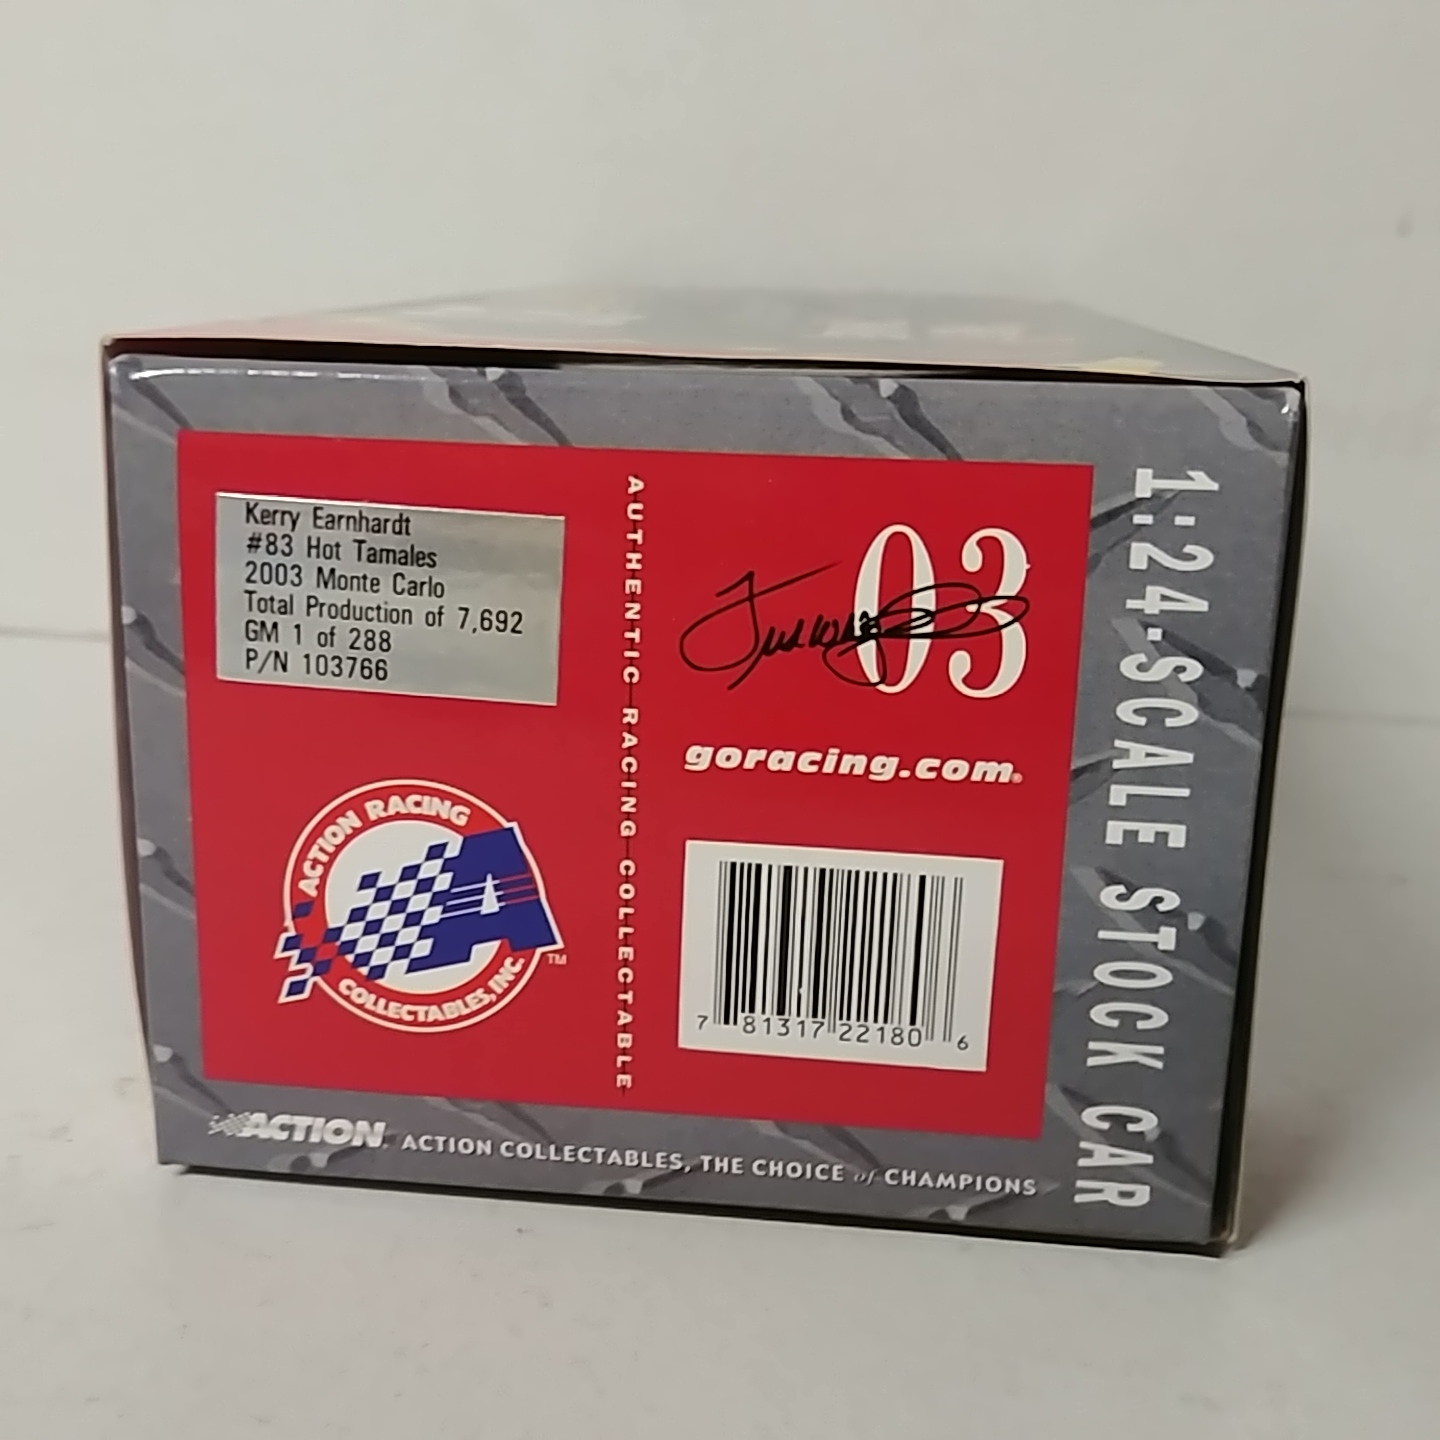 Kerry Earnhardt
#83 Hot Tamales
2003 Monte Carlo
Total Production of 7,692
GM 1 of 288
P/N 103766
ACTION RACING
COLLECTABLES, INC.
TM
AUTHENTIC RACING COLLECTABLE
03
goracing.com®
7 81317 22180 6
1:24-SCALE STOCK CAR
ACTION
ACTION COLLECTABLES, THE CHOICE of CHAMPIONS